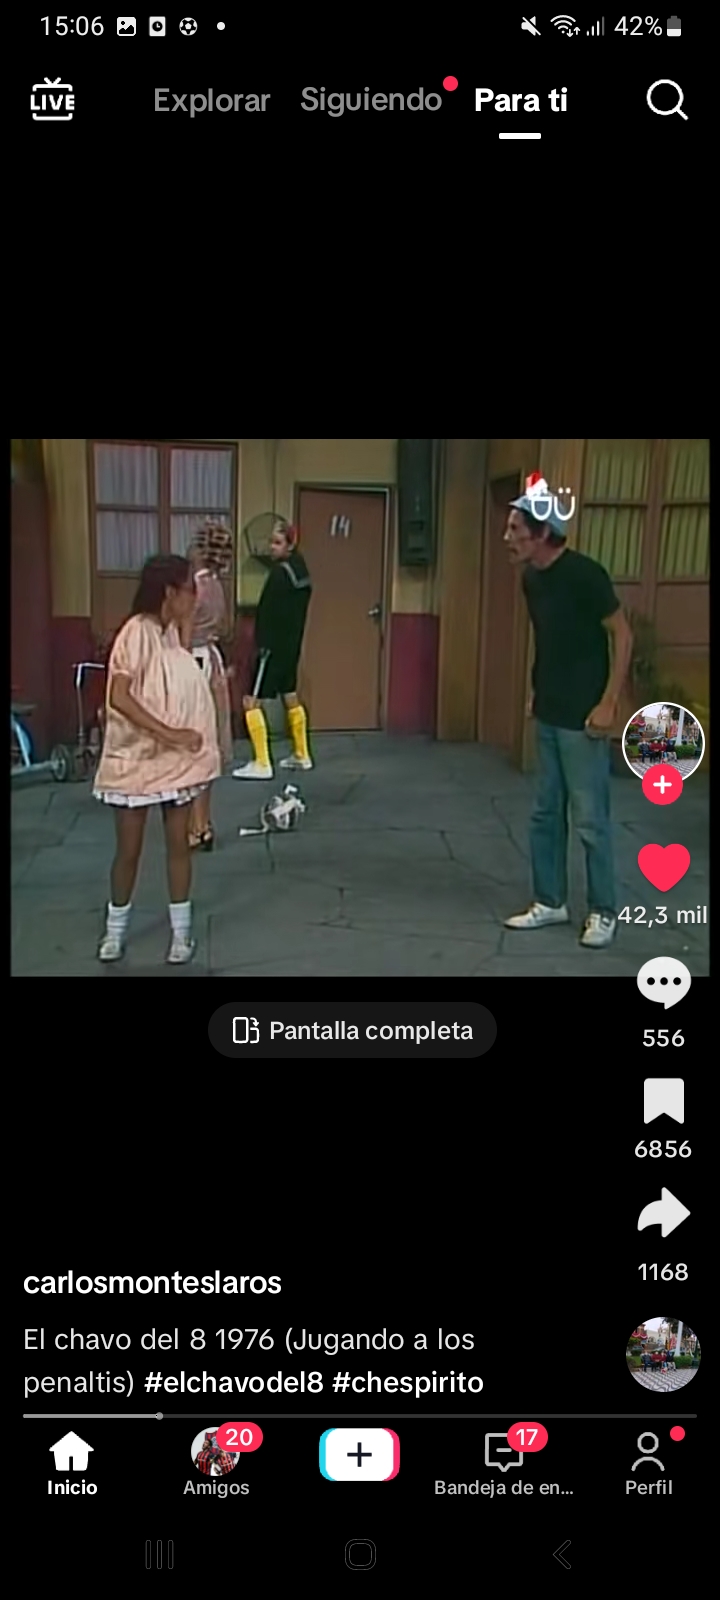 15:06
42%
LIVE
Explorar
Siguiendo
Para ti
14
Pantalla completa
42,3 mil
556
6856
1168
carlosmonteslaros
El chavo del 8 1976 (Jugando a los
penaltis) #elchavodel8 #chespirito
20
17
Inicio
Amigos
Bandeja de en...
Perfil